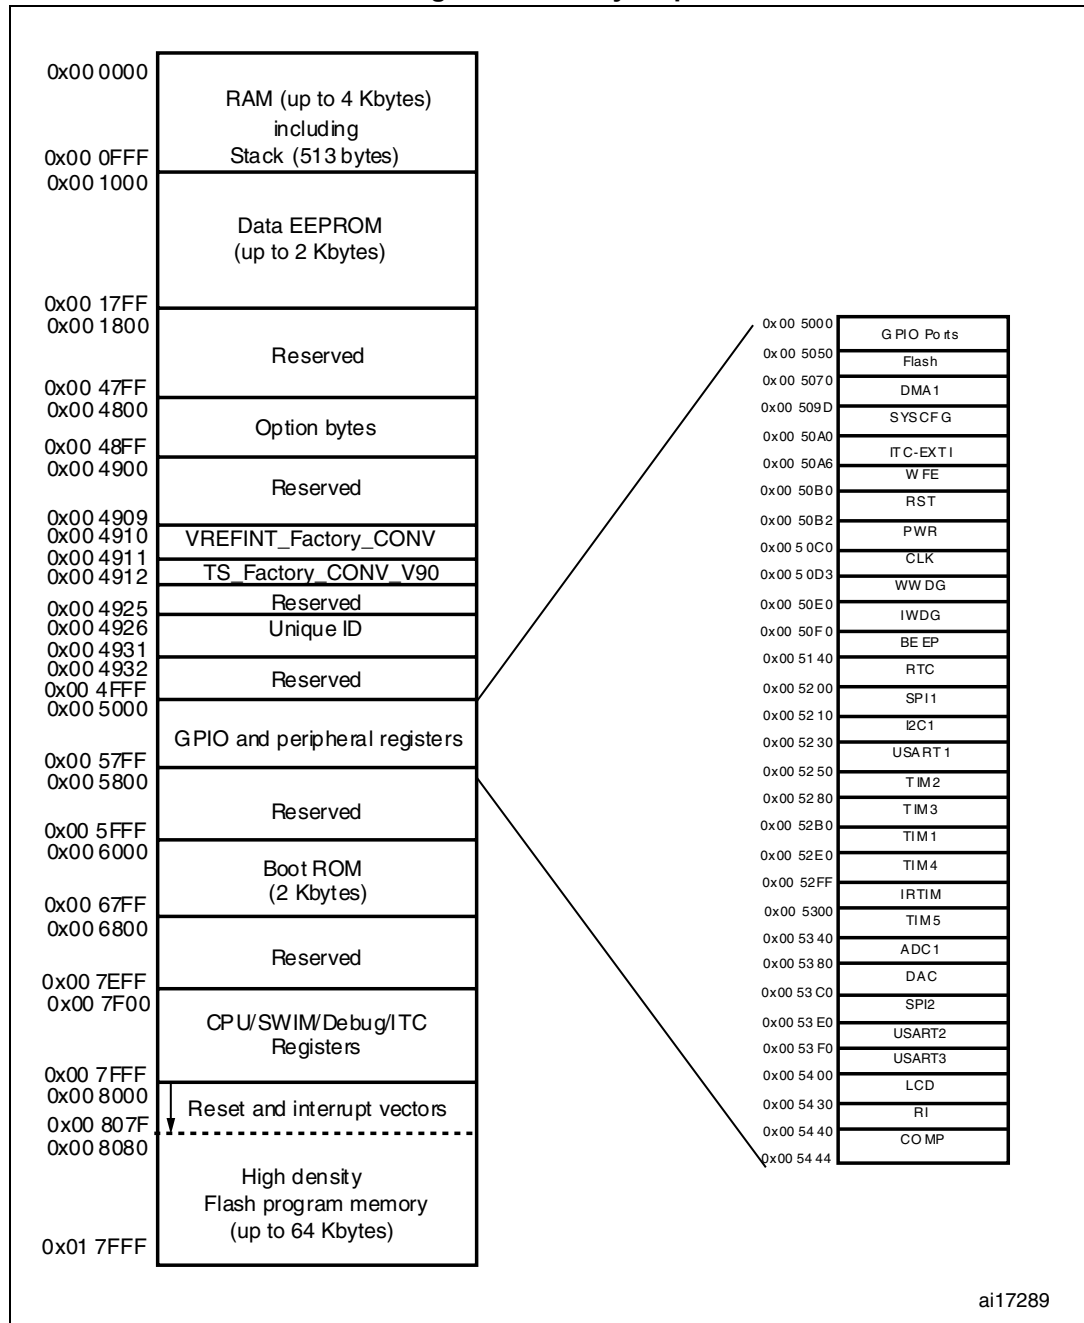 0x00 0000
RAM (up to 4 Kbytes)
including
Stack (513 bytes)
0x00 0FFF
0x00 1000
Data EEPROM
(up to 2 Kbytes)
0x00 17FF
0x00 1800
Reserved
0x00 47FF
0x00 4800
Option bytes
0x00 48FF
0x00 4900
Reserved
0x00 4909
0x00 4910
VREFINT_Factory_CONV
0x00 4911
0x00 4912
TS_Factory_CONV_V90
Reserved
0x00 4925
0x00 4926
Unique ID
0x00 4931
0x00 4932
Reserved
0x00 4FFF
0x00 5000
GPIO and peripheral registers
0x00 57FF
0x00 5800
Reserved
0x00 5FFF
0x00 6000
Boot ROM
(2 Kbytes)
0x00 67FF
0x00 6800
Reserved
0x00 7EFF
0x00 7F00
CPU/SWIM/Debug/ITC
Registers
0x00 7FFF
0x00 8000
Reset and interrupt vectors
0x00 807F
0x00 8080
High density
Flash program memory
(up to 64 Kbytes)
0x01 7FFF
0x00 5000
GPIO Ports
0x00 5050
Flash
0x00 5070
DMA1
0x00 509D
SYSCFG
0x00 50A0
ITC-EXTI
0x00 50A6
WFE
0x00 50B0
RST
0x00 50B2
PWR
0x00 50C0
CLK
0x00 50D3
WWDG
0x00 50E0
IWDG
0x00 50F0
BEEP
0x00 5140
RTC
0x00 5200
SPI1
0x00 5210
I2C1
0x00 5230
USART1
0x00 5250
TIM2
0x00 5280
TIM3
0x00 52B0
TIM1
0x00 52E0
TIM4
0x00 52FF
IRTIM
0x00 5300
TIM5
0x00 5340
ADC1
0x00 5380
DAC
0x00 53C0
SPI2
0x00 53E0
USART2
0x00 53F0
USART3
0x00 5400
LCD
0x00 5430
RI
0x00 5440
COMP
0x00 5444
ai17289